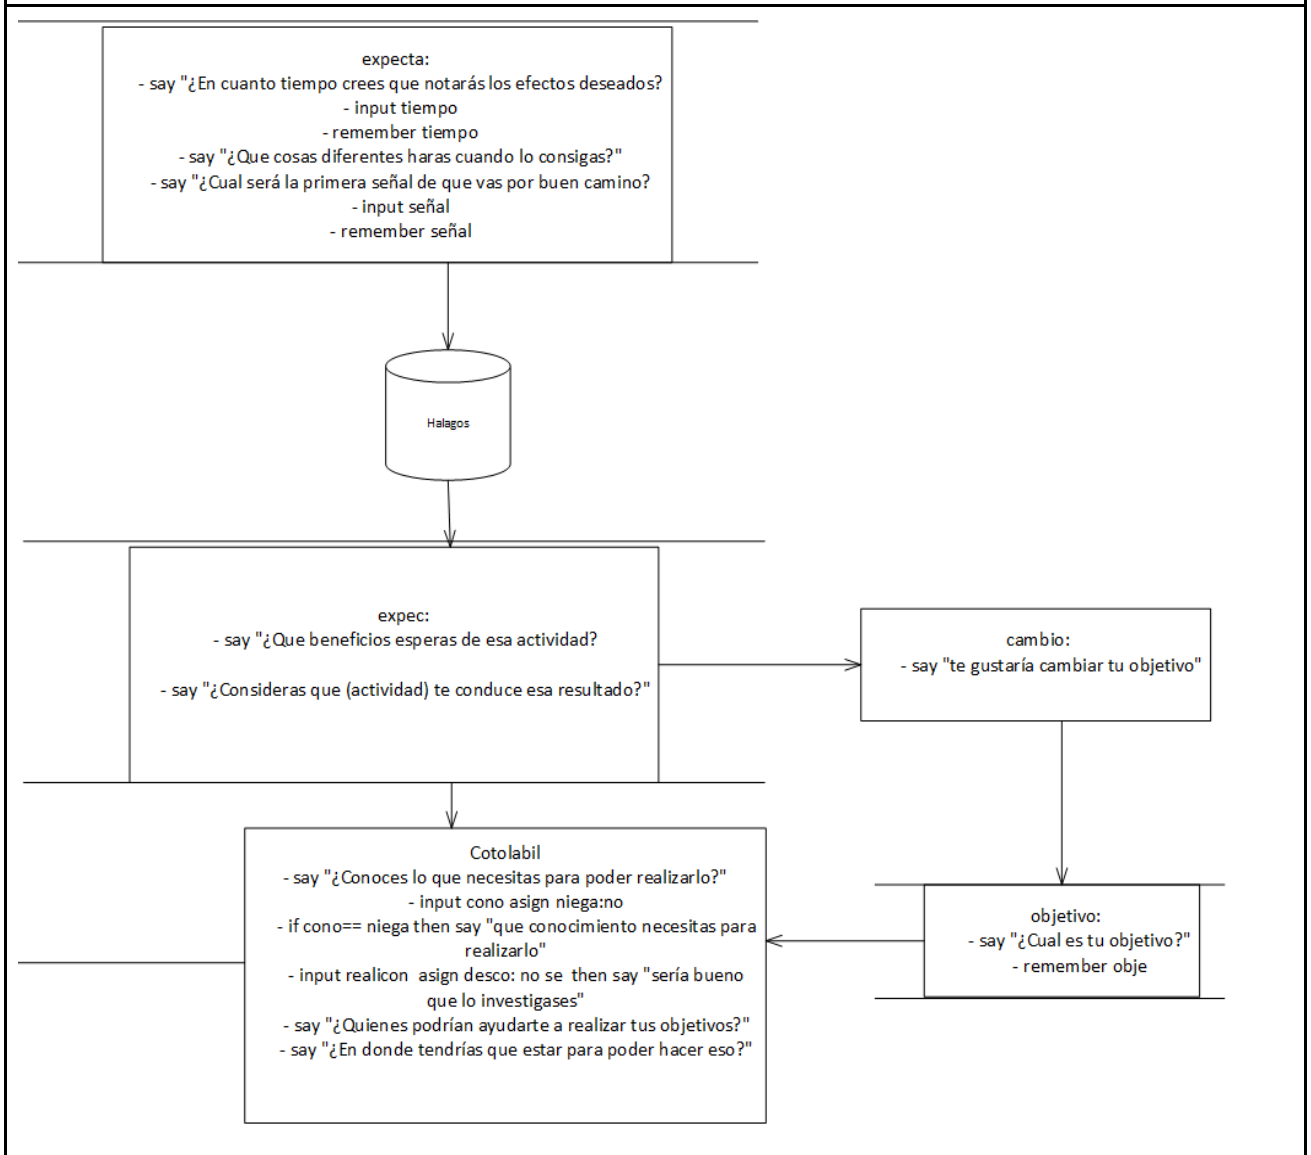 expecta:
- say "¿En cuanto tiempo crees que notarás los efectos deseados?
- input tiempo
- remember tiempo
- say "¿Que cosas diferentes haras cuando lo consigas?"
- say "¿Cual será la primera señal de que vas por buen camino?
- input señal
- remember señal
Halagos
expec:
- say "¿Que beneficios esperas de esa actividad?
- say "¿Consideras que (actividad) te conduce esa resultado?"
cambio:
- say "te gustaría cambiar tu objetivo"
Cotolabil
- say "¿Conoces lo que necesitas para poder realizarlo?"
- input cono asign niega:no
- if cono== niega then say "que conocimiento necesitas para
realizarlo"
- input realicon asign desco: no se then say "sería bueno
que lo investigases"
- say "¿Quienes podrían ayudarte a realizar tus objetivos?"
- say "¿En donde tendrías que estar para poder hacer eso?"
objetivo:
- say "¿Cual es tu objetivo?"
- remember obje